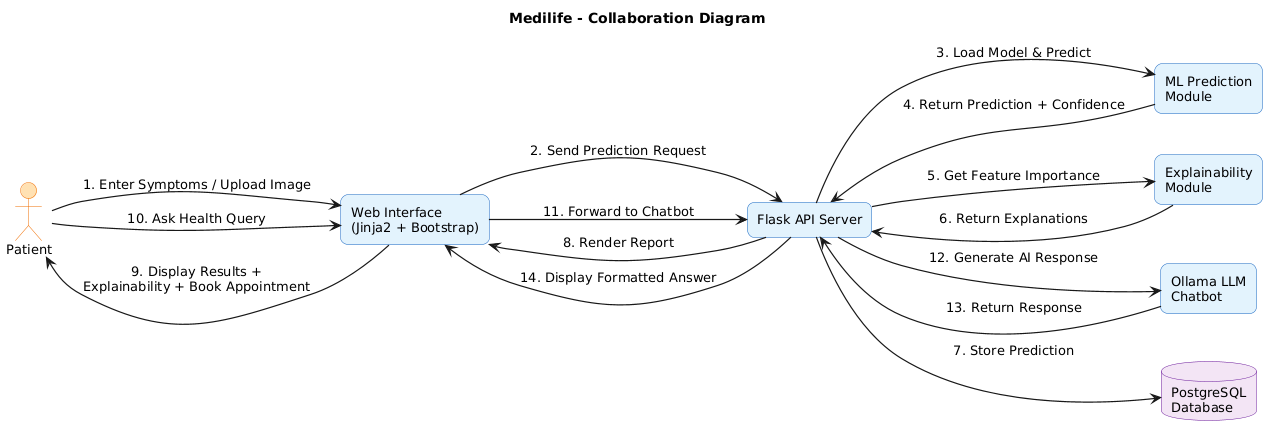 Medilife - Collaboration Diagram
3. Load Model & Predict
ML Prediction
Module
4. Return Prediction + Confidence
2. Send Prediction Request
5. Get Feature Importance
Explainability
Module
1. Enter Symptoms / Upload Image
10. Ask Health Query
Web Interface
(Jinja2 + Bootstrap)
11. Forward to Chatbot
Flask API Server
6. Return Explanations
Patient
8. Render Report
12. Generate AI Response
9. Display Results +
Explainability + Book Appointment
14. Display Formatted Answer
Ollama LLM
Chatbot
13. Return Response
7. Store Prediction
PostgreSQL
Database